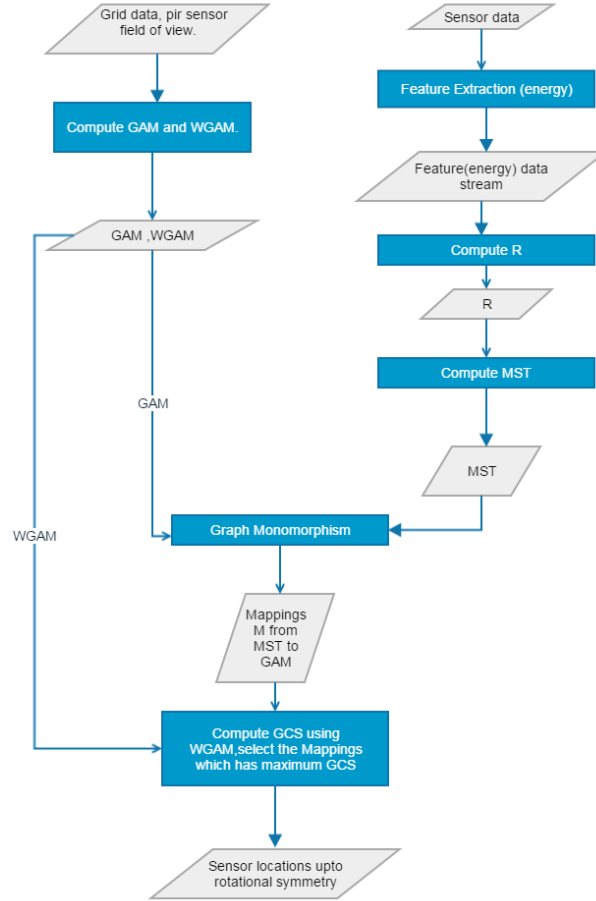 Grid data, pir sensor
field of view.
Sensor data
Compute GAM and WGAM.
Feature Extraction (energy)
Feature(energy) data
stream
GAM ,WGAM
Compute R
R
Compute MST
GAM
MST
WGAM
Graph Monomorphism
Mappings
M from
MST to
GAM
Compute GCS using
WGAM,select the Mappings
which has maximum GCS
Sensor locations upto
rotational symmetry